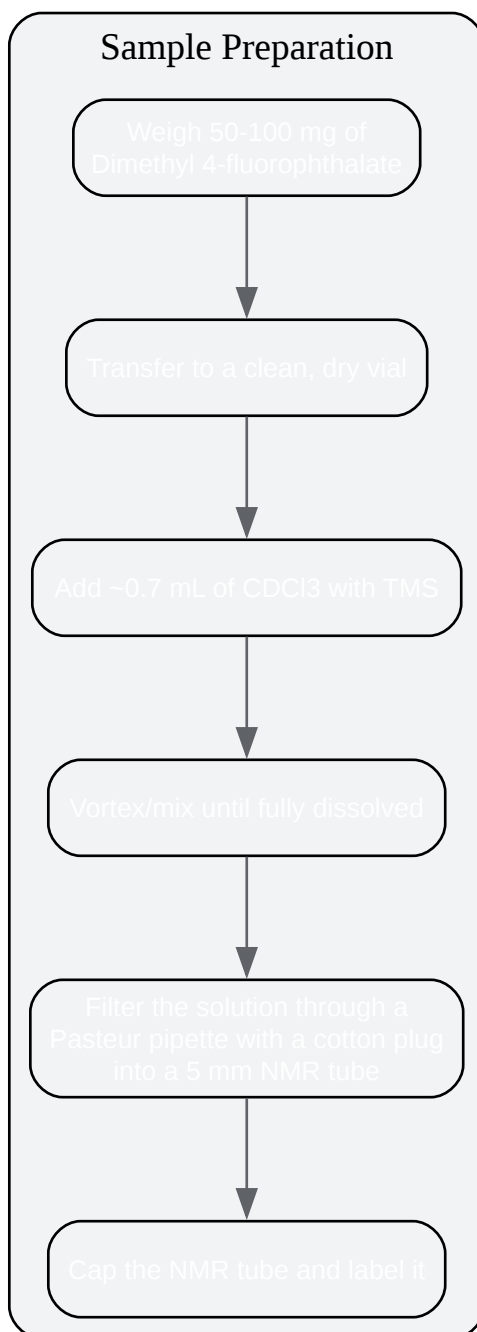 Sample Preparation
Weigh 50-100 mg of
Dimethyl 4-fluorophthalate
Transfer to a clean, dry vial
Add ~0.7 mL of CDCl3 with TMS
Vortex/mix until fully dissolved
Filter the solution through a
Pasteur pipette with a cotton plug
into a 5 mm NMR tube
Cap the NMR tube and label it